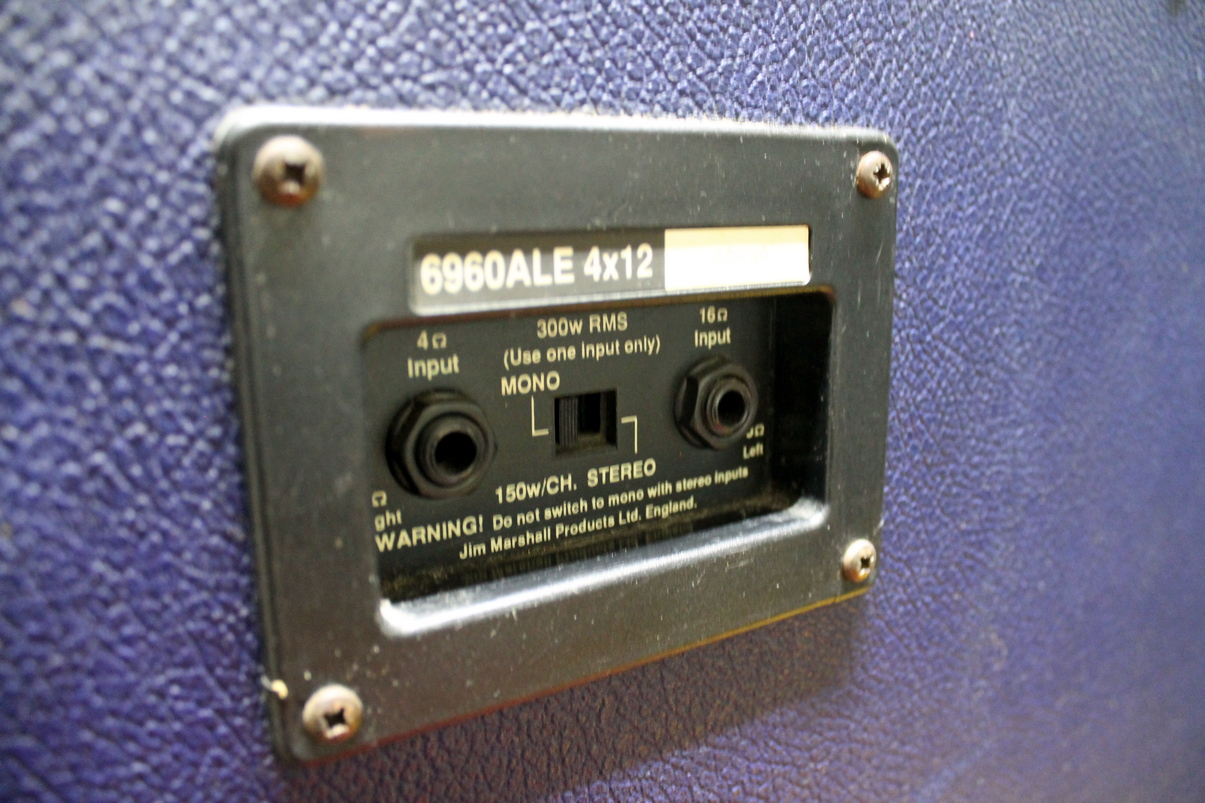 6960ALE 4x12
4Ω Input
300w RMS
(Use one input only)
16Ω Input
MONO
Ω
ght
Ω
Left
150w/CH. STEREO
WARNING! Do not switch to mono with stereo inputs
Jim Marshall Products Ltd. England.